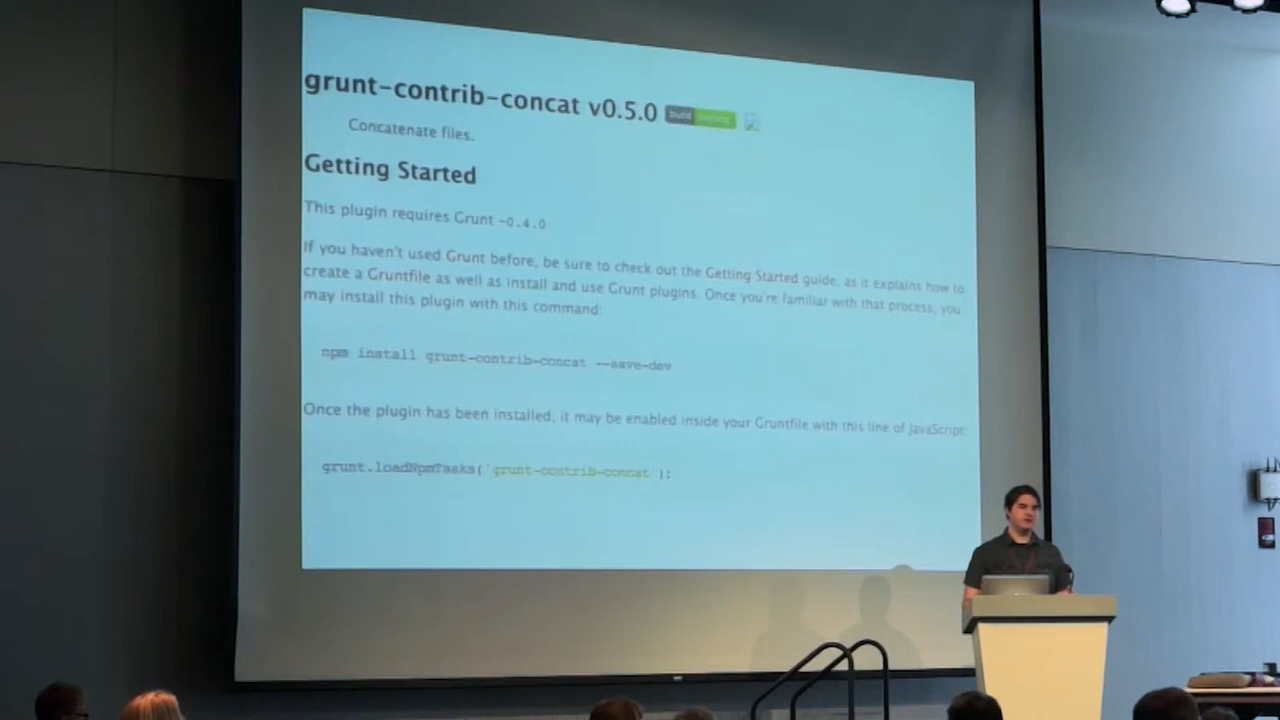 grunt-contrib-concat v0.5.0 build passing
Concatenate files.
Getting Started
This plugin requires Grunt ~0.4.0
If you haven't used Grunt before, be sure to check out the Getting Started guide, as it explains how to
create a Gruntfile as well as install and use Grunt plugins. Once you're familiar with that process, you
may install this plugin with this command:
npm install grunt-contrib-concat --save-dev
Once the plugin has been installed, it may be enabled inside your Gruntfile with this line of JavaScript:
grunt.loadNpmTasks('grunt-contrib-concat');